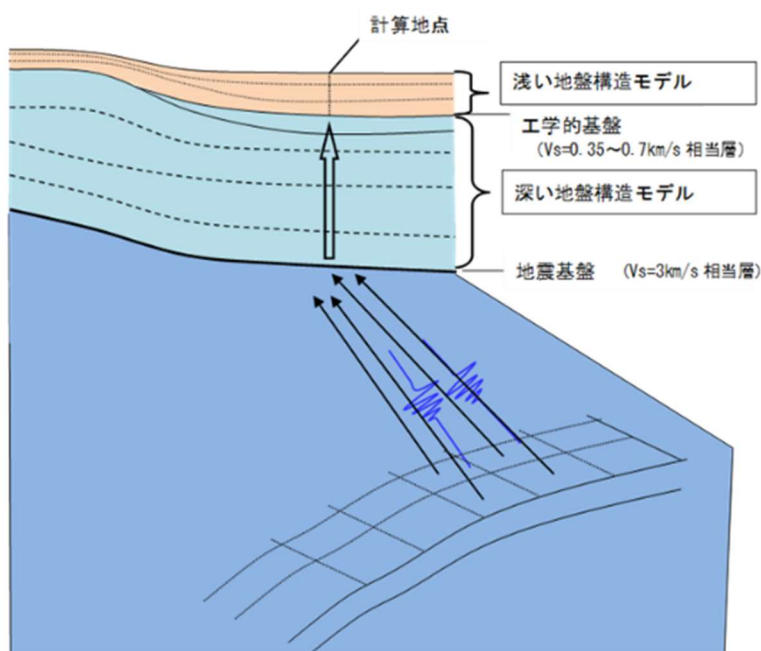 計算地点
浅い地盤構造モデル
工学的基盤
(Vs=0.35～0.7km/s 相当層)
深い地盤構造モデル
地震基盤 (Vs=3km/s 相当層)